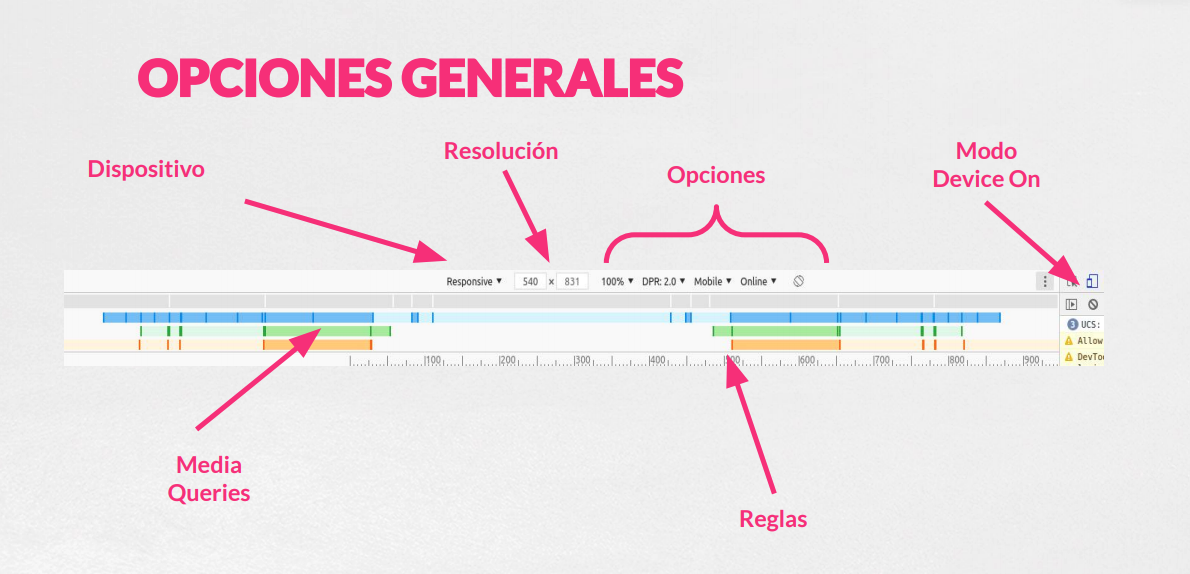 OPCIONES GENERALES
Dispositivo
Resolución
Opciones
Modo
Device On
Responsive ▼ 540 × 831 100% ▼ DPR: 2.0 ▼ Mobile ▼ Online ▼
3 UCS:
Allow
DevToo
100 200 300 400 500 600 700 800 900
Media
Queries
Reglas